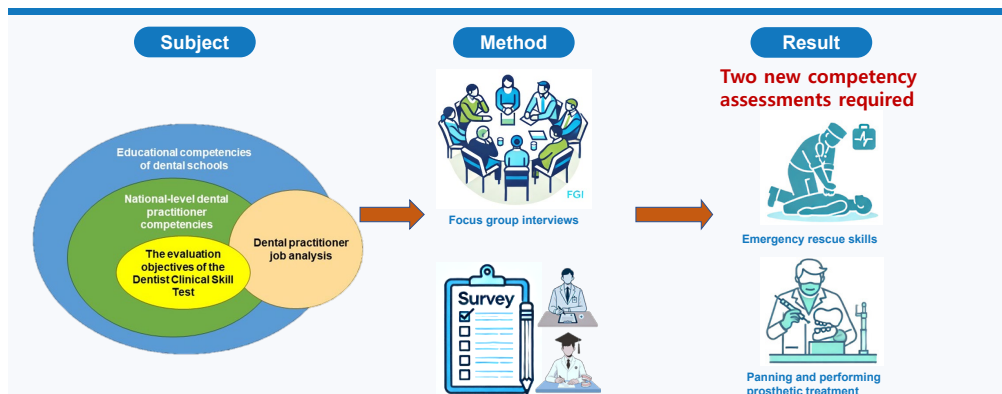 Subject
Educational competencies
of dental schools
National-level dental
practitioner
competencies
The evaluation
objectives of the
Dentist Clinical Skill
Test
Dental practitioner
job analysis
Method
FGI
Focus group interviews
Survey
Result
Two new competency
assessments required
Emergency rescue skills
Panning and performing
prosthetic treatment